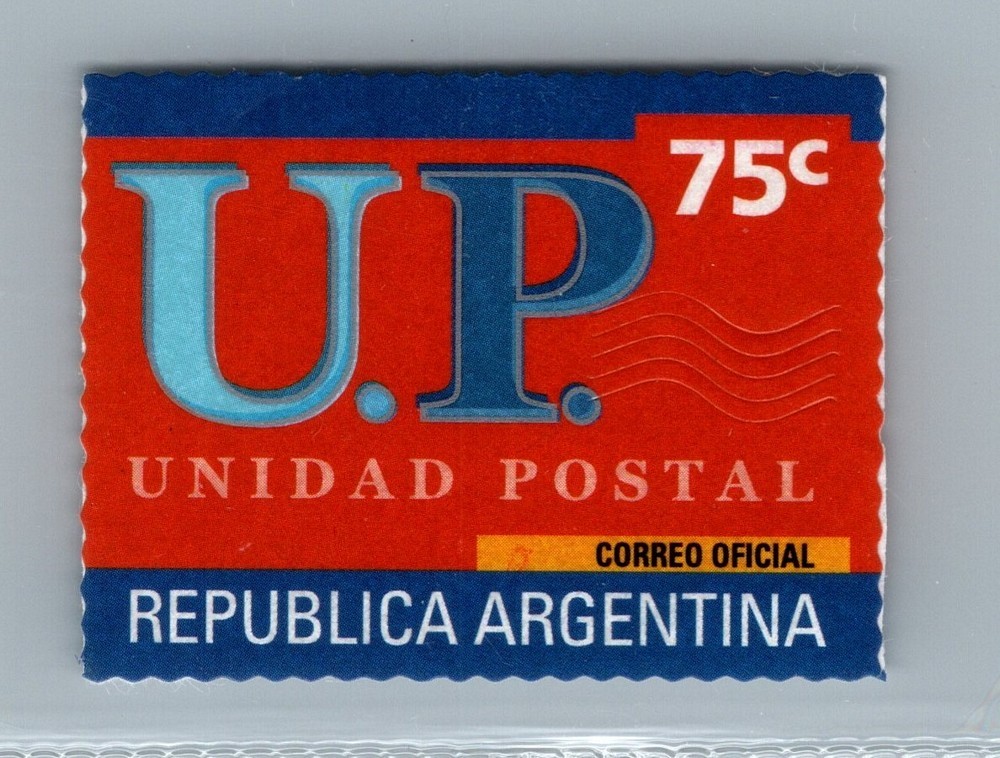 75c
U.P.
UNIDAD POSTAL
CORREO OFICIAL
REPUBLICA ARGENTINA